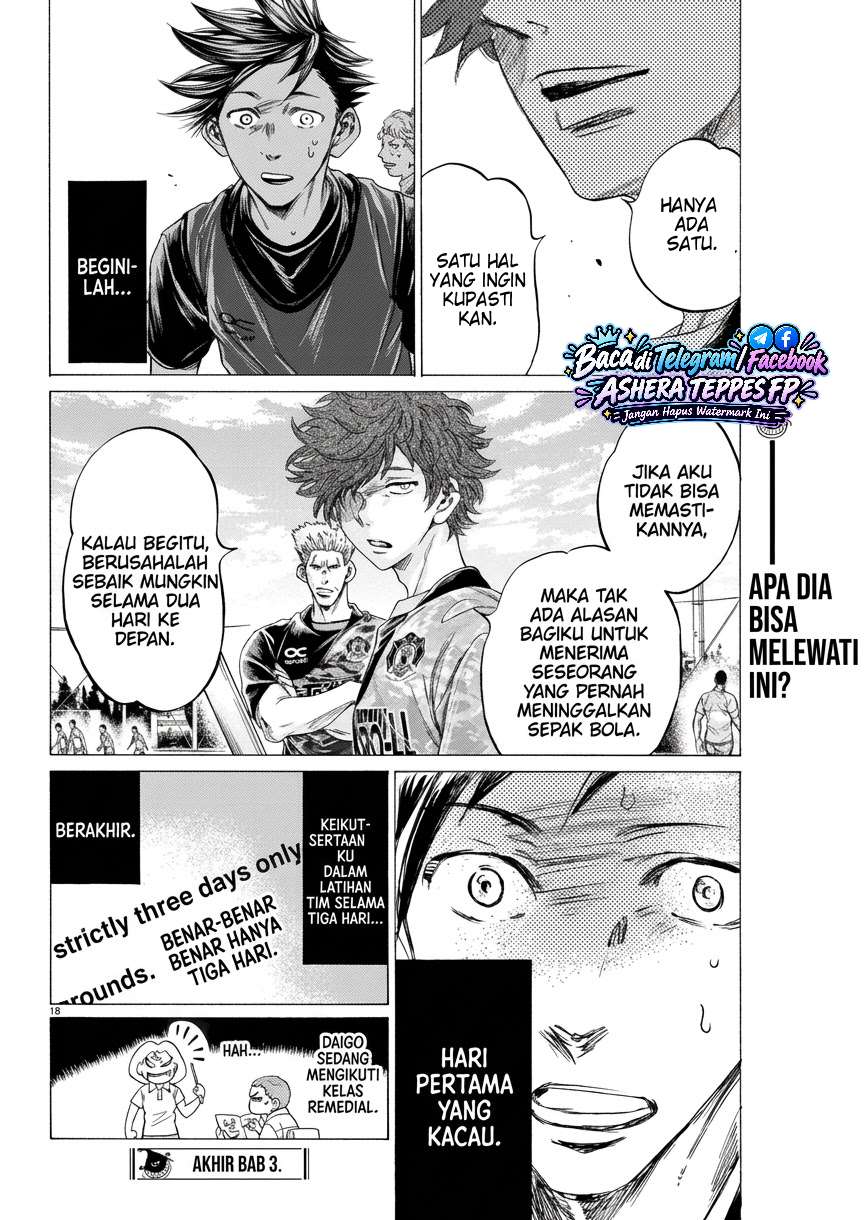 HANYA
ADA
SATU.
SATU HAL
YANG INGIN
KUPASTI
KAN.
BEGINI-
LAH...
Baca di Telegram/Facebook
ASHERA TEPPES FP
Jangan Hapus Watermark Ini
JIKA AKU
TIDAK BISA
MEMASTI-
KANNYA,
MAKA TAK
ADA ALASAN
BAGIKU UNTUK
MENERIMA
SESEORANG
YANG PERNAH
MENINGGALKAN
SEPAK BOLA.
KALAU BEGITU,
BERUSAHALAH
SEBAIK MUNGKIN
SELAMA DUA
HARI KE
DEPAN.
APA DIA
BISA
MELEWATI
INI?
HARI
PERTAMA
YANG
KACAU.
KEIKUT-
SERTAAN
KU
DALAM
LATIHAN
TIM SELAMA
TIGA HARI...
BERAKHIR.
strictly three days only
BENAR-BENAR
BENAR HANYA
TIGA HARI.
grounds.
18
DAIGO
SEDANG
MENGIKUTI
KELAS
REMEDIAL.
HAH...
AKHIR BAB 3.